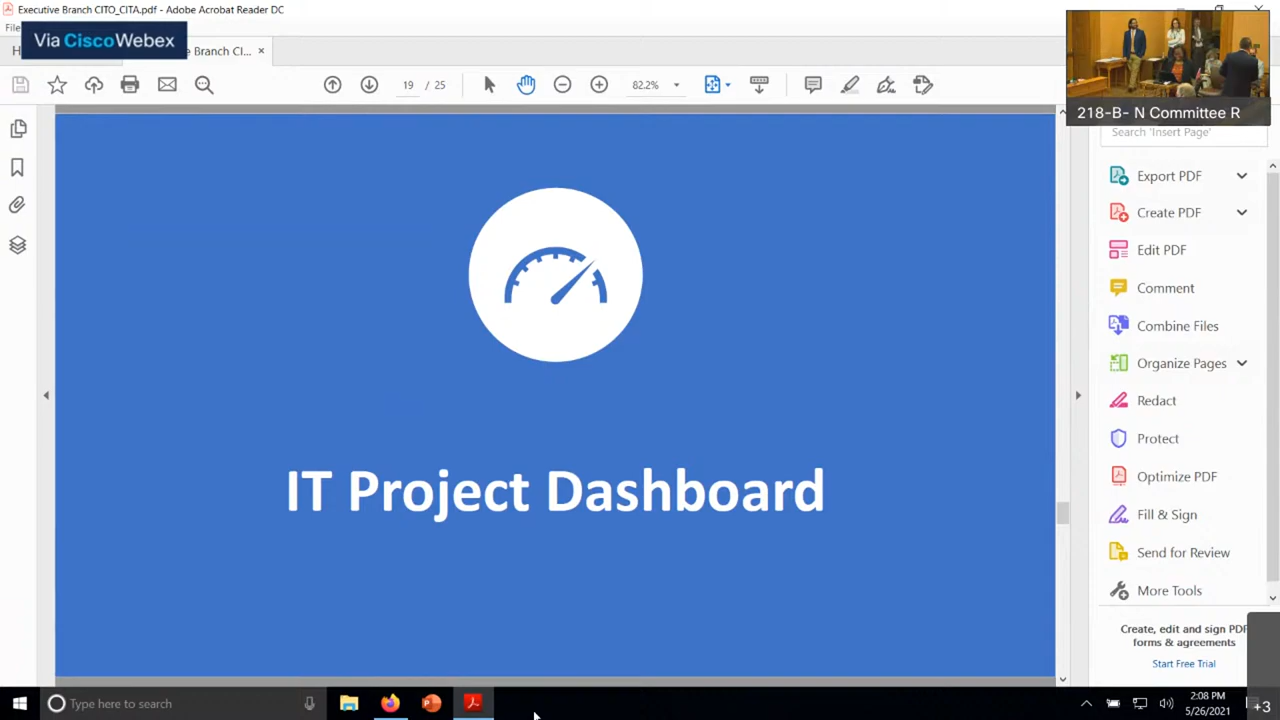 Executive Branch CITO_CITA.pdf - Adobe Acrobat Reader DC
Via CiscoWebex
e Branch CI...
19 / 25
82.2%
218-B- N Committee R
Search 'Insert Page'
Export PDF
Create PDF
Edit PDF
Comment
Combine Files
Organize Pages
Redact
Protect
Optimize PDF
Fill & Sign
Send for Review
More Tools
Create, edit and sign PDF
forms & agreements
Start Free Trial
IT Project Dashboard
Type here to search
2:08 PM
5/26/2021
+3